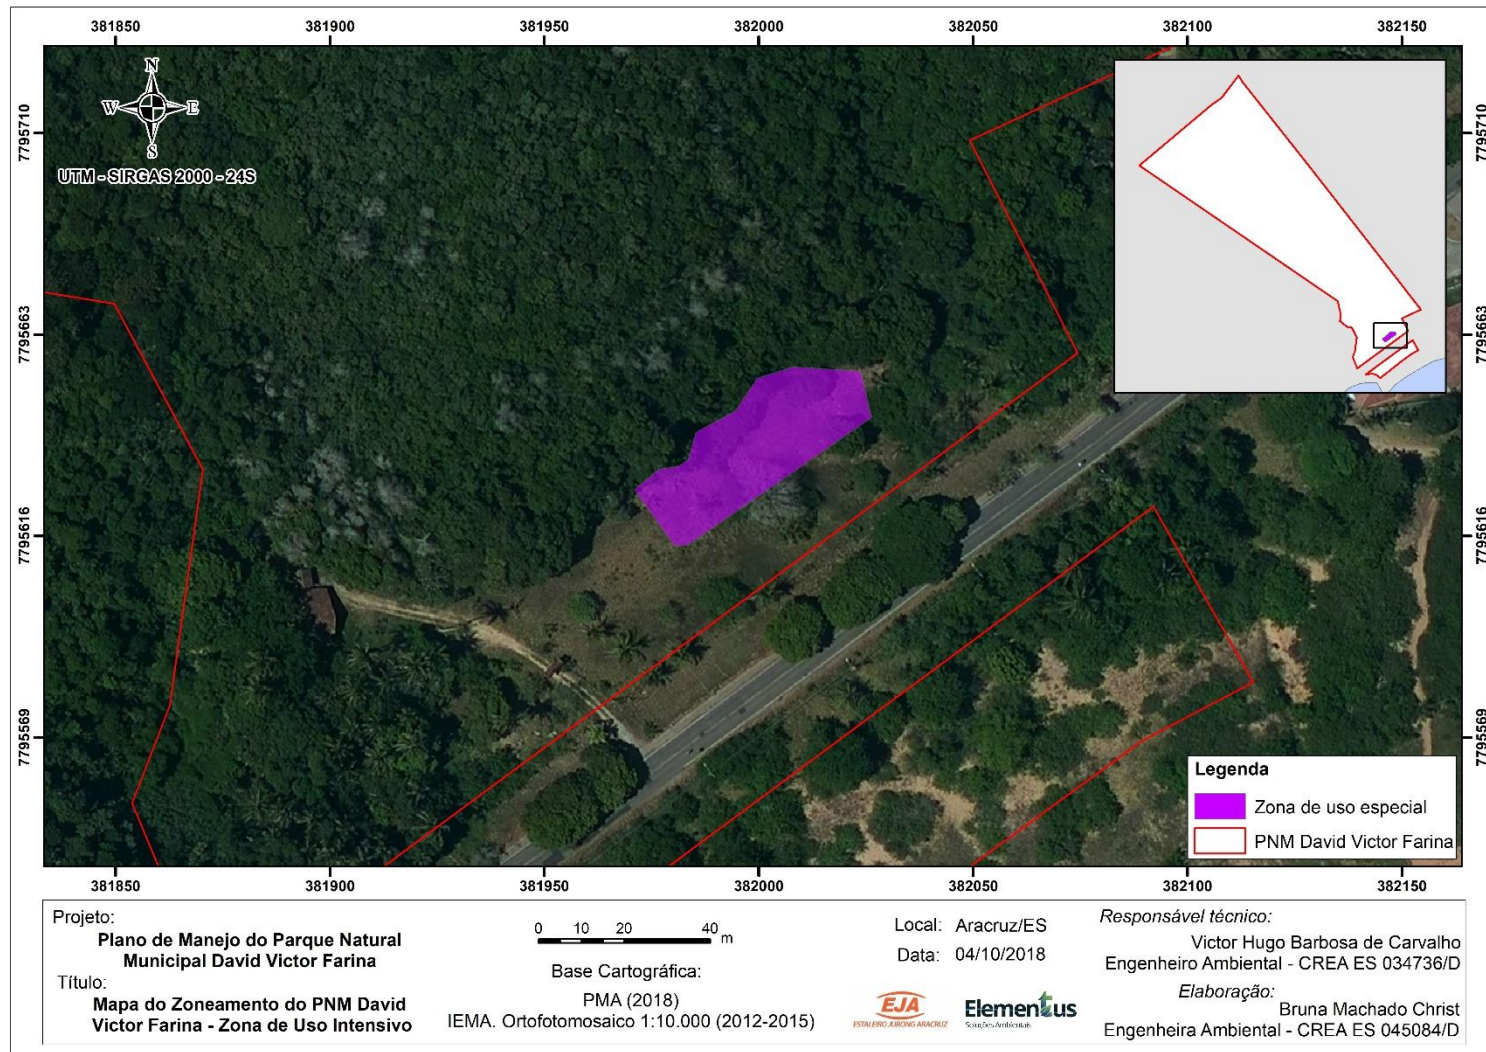 381850 381900 381950 382000 382050 382100 382150
7795710
7795663
7795616
7795569
N
W E
S
UTM - SIRGAS 2000 - 24S
7795710
7795663
7795616
7795569
Legenda
Zona de uso especial
PNM David Victor Farina
381850 381900 381950 382000 382050 382100 382150
Projeto:
Plano de Manejo do Parque Natural
Municipal David Victor Farina
Título:
Mapa do Zoneamento do PNM David
Victor Farina - Zona de Uso Intensivo
0 10 20 40 m
Base Cartográfica:
PMA (2018)
IEMA. Ortofotomosaico 1:10.000 (2012-2015)
Local: Aracruz/ES
Data: 04/10/2018
EJA
ESTALEIRO JURONG ARACRUZ
Elementus
Soluções Ambientais
Responsável técnico:
Victor Hugo Barbosa de Carvalho
Engenheiro Ambiental - CREA ES 034736/D
Elaboração:
Bruna Machado Christ
Engenheira Ambiental - CREA ES 045084/D